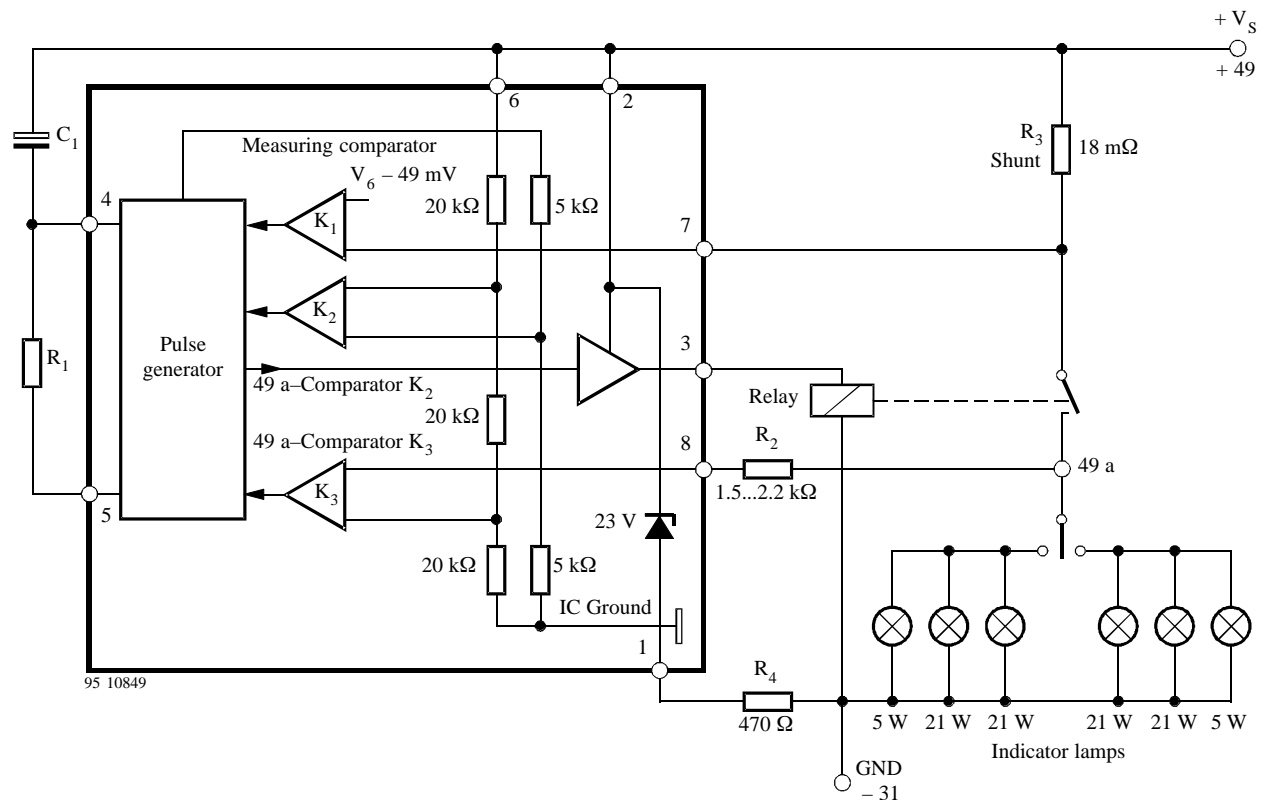 + V_S
+ 49
6
2
C_1
R_3
Shunt
18 mΩ
Measuring comparator
V_6 – 49 mV
4
20 kΩ
5 kΩ
7
K_1
K_2
Pulse
generator
3
R_1
49 a–Comparator K_2
Relay
20 kΩ
49 a–Comparator K_3
8
R_2
49 a
1.5...2.2 kΩ
K_3
5
23 V
20 kΩ
5 kΩ
IC Ground
1
95 10849
R_4
470 Ω
5 W
21 W
21 W
21 W
21 W
5 W
Indicator lamps
GND
– 31